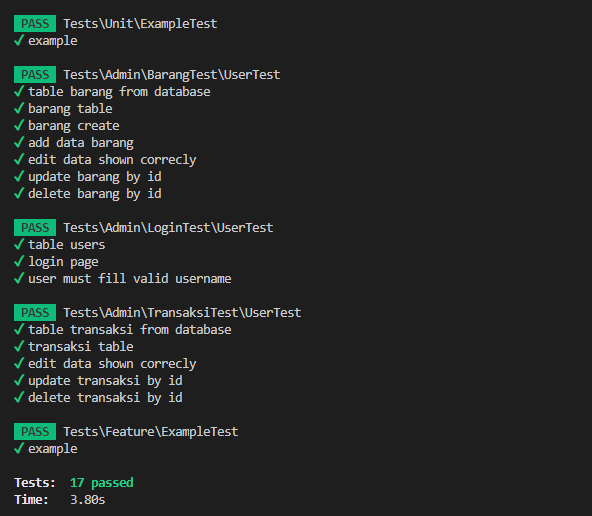 PASS Tests\Unit\ExampleTest
✓ example
PASS Tests\Admin\BarangTest\UserTest
✓ table barang from database
✓ barang table
✓ barang create
✓ add data barang
✓ edit data shown correcly
✓ update barang by id
✓ delete barang by id
PASS Tests\Admin\LoginTest\UserTest
✓ table users
✓ login page
✓ user must fill valid username
PASS Tests\Admin\TransaksiTest\UserTest
✓ table transaksi from database
✓ transaksi table
✓ edit data shown correcly
✓ update transaksi by id
✓ delete transaksi by id
PASS Tests\Feature\ExampleTest
✓ example
Tests: 17 passed
Time: 3.80s